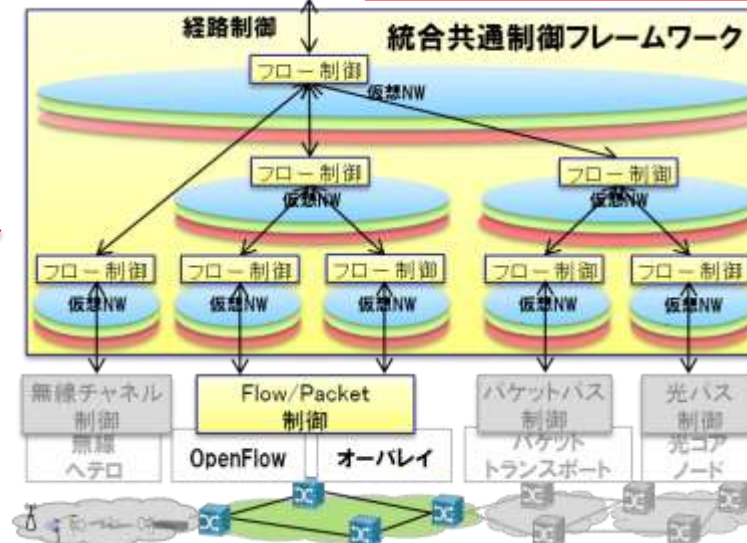 経路制御
統合共通制御フレームワーク
フロー制御
仮想NW
フロー制御
フロー制御
仮想NW
仮想NW
フロー制御
フロー制御
フロー制御
フロー制御
フロー制御
仮想NW
仮想NW
仮想NW
仮想NW
仮想NW
無線チャネル
制御
Flow/Packet
制御
パケットパス
制御
光パス
制御
無線
ヘテロ
OpenFlow
オーバレイ
パケット
トランスポート
光コア
ノード